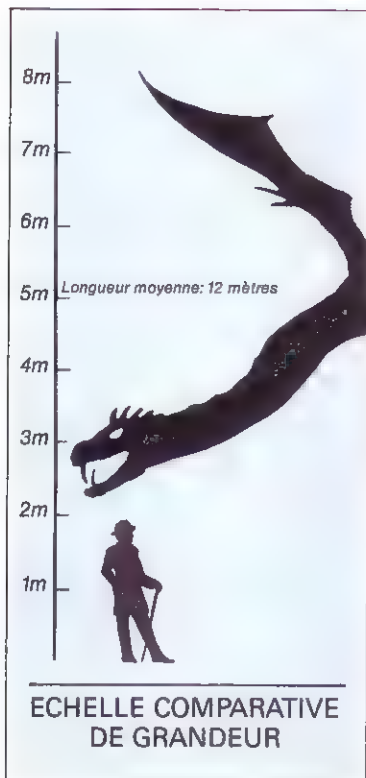 8m
7m
6m
5m
Longueur moyenne: 12 mètres
4m
3m
2m
1m
ECHELLE COMPARATIVE
DE GRANDEUR